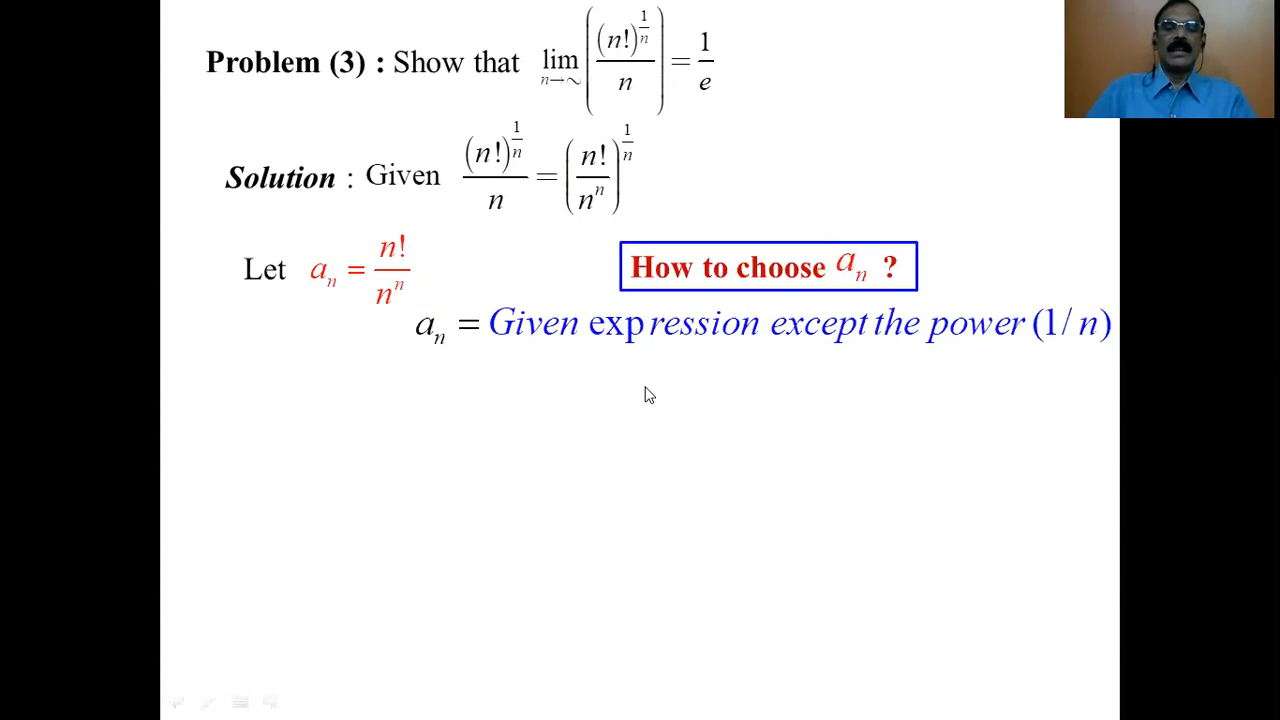 Problem (3) : Show that lim n→∞ ( (n!)^(1/n) / n ) = 1/e
Solution : Given (n!)^(1/n) / n = ( n! / n^n )^(1/n)
Let a_n = n! / n^n
How to choose a_n ?
a_n = Given expression except the power (1/ n)